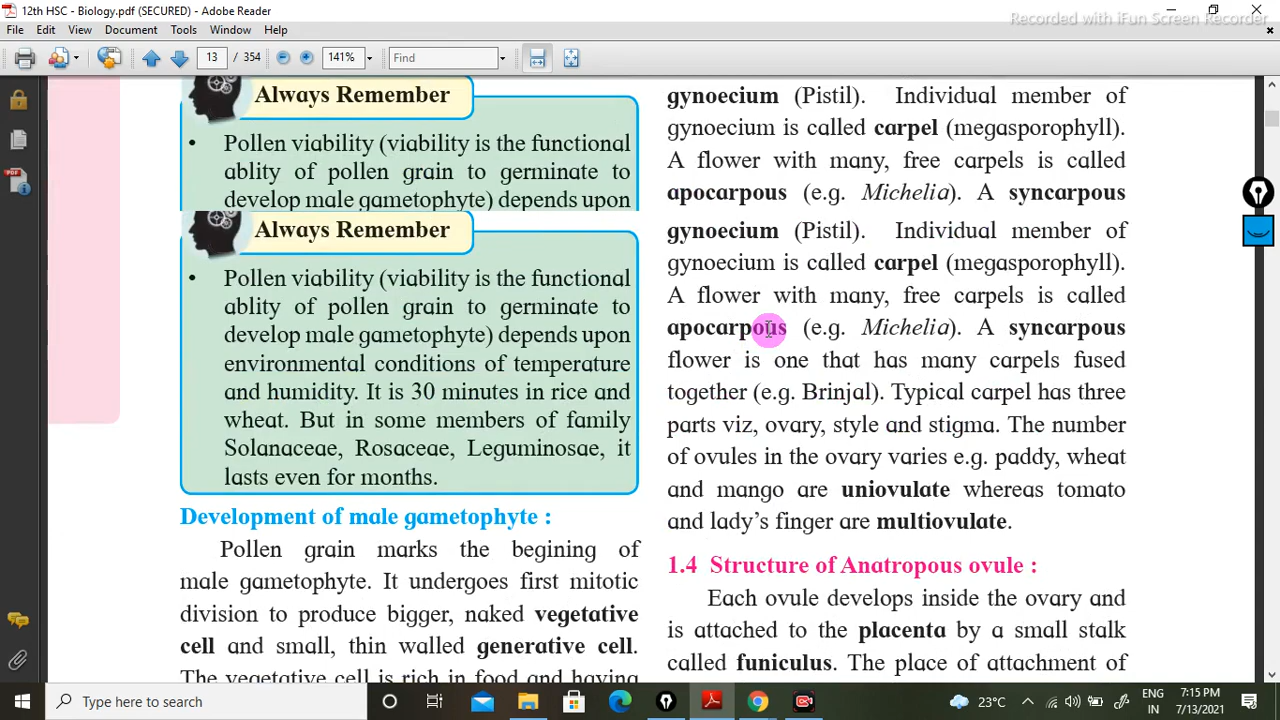 12th HSC - Biology.pdf (SECURED) - Adobe Reader
Recorded with iFun Screen Recorder
File Edit View Document Tools Window Help
13 / 354 141% Find
Always Remember
• Pollen viability (viability is the functional
ablity of pollen grain to germinate to
develop male gametophyte) depends upon
Always Remember
• Pollen viability (viability is the functional
ablity of pollen grain to germinate to
develop male gametophyte) depends upon
environmental conditions of temperature
and humidity. It is 30 minutes in rice and
wheat. But in some members of family
Solanaceae, Rosaceae, Leguminosae, it
lasts even for months.
Development of male gametophyte :
Pollen grain marks the begining of
male gametophyte. It undergoes first mitotic
division to produce bigger, naked vegetative
cell and small, thin walled generative cell.
The vegetative cell is rich in food and having
gynoecium (Pistil). Individual member of
gynoecium is called carpel (megasporophyll).
A flower with many, free carpels is called
apocarpous (e.g. Michelia). A syncarpous
gynoecium (Pistil). Individual member of
gynoecium is called carpel (megasporophyll).
A flower with many, free carpels is called
apocarpous (e.g. Michelia). A syncarpous
flower is one that has many carpels fused
together (e.g. Brinjal). Typical carpel has three
parts viz, ovary, style and stigma. The number
of ovules in the ovary varies e.g. paddy, wheat
and mango are uniovulate whereas tomato
and lady’s finger are multiovulate.
1.4 Structure of Anatropous ovule :
Each ovule develops inside the ovary and
is attached to the placenta by a small stalk
called funiculus. The place of attachment of
Type here to search
23°C
ENG
IN
7:15 PM
7/13/2021